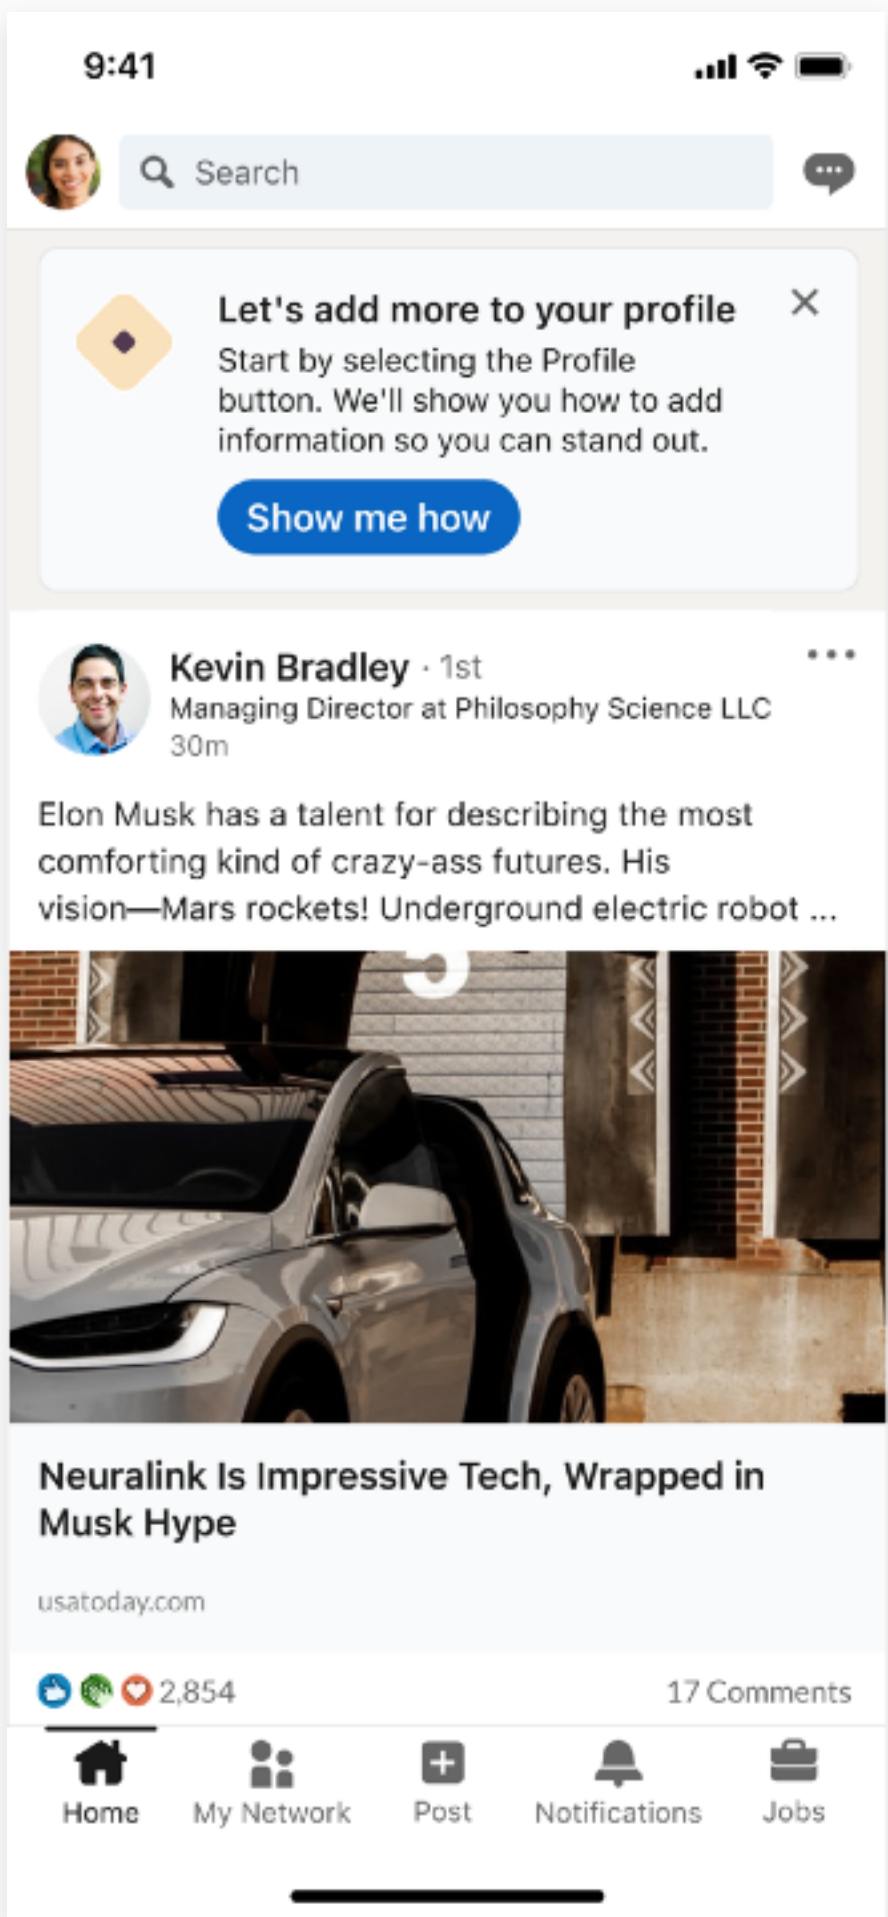 9:41
Search
Let's add more to your profile
Start by selecting the Profile
button. We'll show you how to add
information so you can stand out.
Show me how
Kevin Bradley · 1st
Managing Director at Philosophy Science LLC
30m
Elon Musk has a talent for describing the most
comforting kind of crazy-ass futures. His
vision—Mars rockets! Underground electric robot ...
5
Neuralink Is Impressive Tech, Wrapped in
Musk Hype
usatoday.com
2,854 17 Comments
Home My Network Post Notifications Jobs